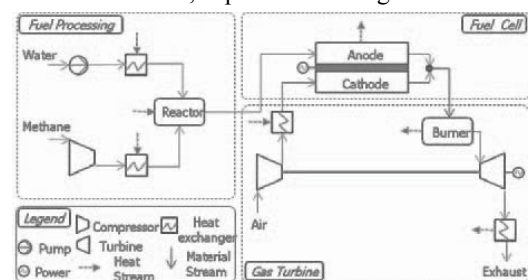 Fuel Processing
Fuel Cell
Water
Anode
Cathode
Reactor
Methane
Burner
Air
Exhaust
Gas Turbine
Legend
Compressor
Turbine
Heat
exchanger
Pump
Power
Heat
Stream
Material
Stream